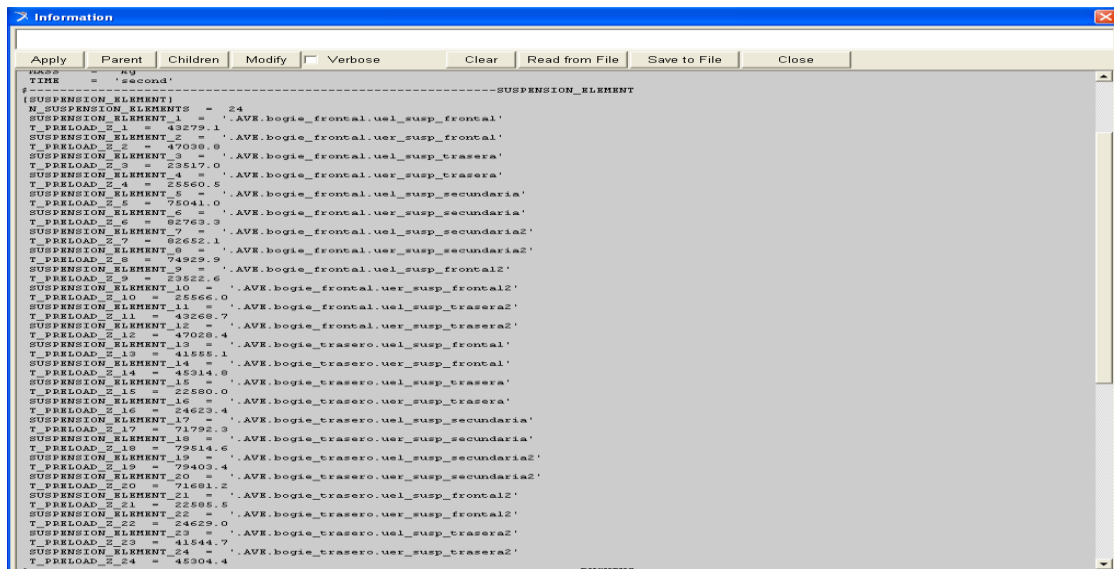 Information
Apply Parent Children Modify Verbose Clear Read from File Save to File Close
MASS = 'kg'
TIME = 'second'
#----------------------------------------------------------------SUSPENSION_ELEMENT
[SUSPENSION_ELEMENT]
N_SUSPENSION_ELEMENTS = 24
SUSPENSION_ELEMENT_1 = '.AVE.bogie_frontal.uel_susp_frontal'
T_PRELOAD_Z_1 = 43279.1
SUSPENSION_ELEMENT_2 = '.AVE.bogie_frontal.uer_susp_frontal'
T_PRELOAD_Z_2 = 47038.8
SUSPENSION_ELEMENT_3 = '.AVE.bogie_frontal.uel_susp_trasera'
T_PRELOAD_Z_3 = 23517.0
SUSPENSION_ELEMENT_4 = '.AVE.bogie_frontal.uer_susp_trasera'
T_PRELOAD_Z_4 = 25560.5
SUSPENSION_ELEMENT_5 = '.AVE.bogie_frontal.uel_susp_secundaria'
T_PRELOAD_Z_5 = 75041.0
SUSPENSION_ELEMENT_6 = '.AVE.bogie_frontal.uer_susp_secundaria'
T_PRELOAD_Z_6 = 82763.3
SUSPENSION_ELEMENT_7 = '.AVE.bogie_frontal.uel_susp_secundaria2'
T_PRELOAD_Z_7 = 82652.1
SUSPENSION_ELEMENT_8 = '.AVE.bogie_frontal.uer_susp_secundaria2'
T_PRELOAD_Z_8 = 74929.9
SUSPENSION_ELEMENT_9 = '.AVE.bogie_frontal.uel_susp_frontal2'
T_PRELOAD_Z_9 = 23522.6
SUSPENSION_ELEMENT_10 = '.AVE.bogie_frontal.uer_susp_frontal2'
T_PRELOAD_Z_10 = 25566.0
SUSPENSION_ELEMENT_11 = '.AVE.bogie_frontal.uel_susp_trasera2'
T_PRELOAD_Z_11 = 43268.7
SUSPENSION_ELEMENT_12 = '.AVE.bogie_frontal.uer_susp_trasera2'
T_PRELOAD_Z_12 = 47028.4
SUSPENSION_ELEMENT_13 = '.AVE.bogie_trasero.uel_susp_frontal'
T_PRELOAD_Z_13 = 41555.1
SUSPENSION_ELEMENT_14 = '.AVE.bogie_trasero.uer_susp_frontal'
T_PRELOAD_Z_14 = 45314.8
SUSPENSION_ELEMENT_15 = '.AVE.bogie_trasero.uel_susp_trasera'
T_PRELOAD_Z_15 = 22580.0
SUSPENSION_ELEMENT_16 = '.AVE.bogie_trasero.uer_susp_trasera'
T_PRELOAD_Z_16 = 24623.4
SUSPENSION_ELEMENT_17 = '.AVE.bogie_trasero.uel_susp_secundaria'
T_PRELOAD_Z_17 = 71792.3
SUSPENSION_ELEMENT_18 = '.AVE.bogie_trasero.uer_susp_secundaria'
T_PRELOAD_Z_18 = 79514.6
SUSPENSION_ELEMENT_19 = '.AVE.bogie_trasero.uel_susp_secundaria2'
T_PRELOAD_Z_19 = 79403.4
SUSPENSION_ELEMENT_20 = '.AVE.bogie_trasero.uer_susp_secundaria2'
T_PRELOAD_Z_20 = 71681.2
SUSPENSION_ELEMENT_21 = '.AVE.bogie_trasero.uel_susp_frontal2'
T_PRELOAD_Z_21 = 22585.5
SUSPENSION_ELEMENT_22 = '.AVE.bogie_trasero.uer_susp_frontal2'
T_PRELOAD_Z_22 = 24629.0
SUSPENSION_ELEMENT_23 = '.AVE.bogie_trasero.uel_susp_trasera2'
T_PRELOAD_Z_23 = 41544.7
SUSPENSION_ELEMENT_24 = '.AVE.bogie_trasero.uer_susp_trasera2'
T_PRELOAD_Z_24 = 45304.4